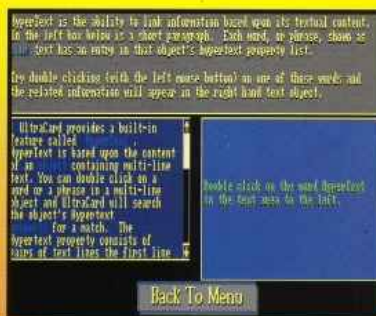 HyperText is the ability to link information based upon its textual content.
In the left box below is a short paragraph. Each word, or phrase, shown as
text has an entry in that object's hypertext property list.
Try double clicking (with the left mouse button) on one of those words and
the related information will appear in the right hand text object.
UltraCard provides a built-in
feature called .
HyperText is based upon the content
of an containing multi-line
text. You can double click on a
word or a phrase in a multi-line
object and UltraCard will search
the object's Hypertext
for a match. The
Hypertext property consists of
pairs of text lines the first line
Double click on the word HyperText
in the text area to the left.
Back To Menu